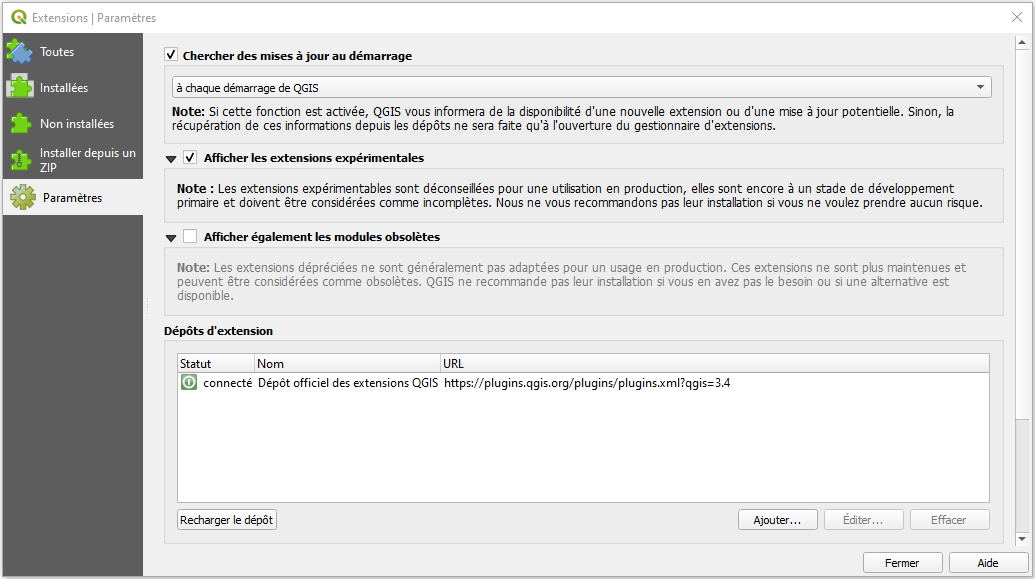 Extensions | Paramètres
Toutes
Installées
Non installées
Installer depuis un
ZIP
Paramètres
Chercher des mises à jour au démarrage
à chaque démarrage de QGIS
Note: Si cette fonction est activée, QGIS vous informera de la disponibilité d'une nouvelle extension ou d'une mise à jour potentielle. Sinon, la
récupération de ces informations depuis les dépôts ne sera faite qu'à l'ouverture du gestionnaire d'extensions.
Afficher les extensions expérimentales
Note : Les extensions expérimentables sont déconseillées pour une utilisation en production, elles sont encore à un stade de développement
primaire et doivent être considérées comme incomplètes. Nous ne vous recommandons pas leur installation si vous ne voulez prendre aucun risque.
Afficher également les modules obsolètes
Note: Les extensions dépréciées ne sont généralement pas adaptées pour un usage en production. Ces extensions ne sont plus maintenues et
peuvent être considérées comme obsolètes. QGIS ne recommande pas leur installation si vous en avez pas le besoin ou si une alternative est
disponible.
Dépôts d'extension
Statut Nom URL
connecté Dépôt officiel des extensions QGIS https://plugins.qgis.org/plugins/plugins.xml?qgis=3.4
Recharger le dépôt Ajouter... Éditer... Effacer
Fermer Aide